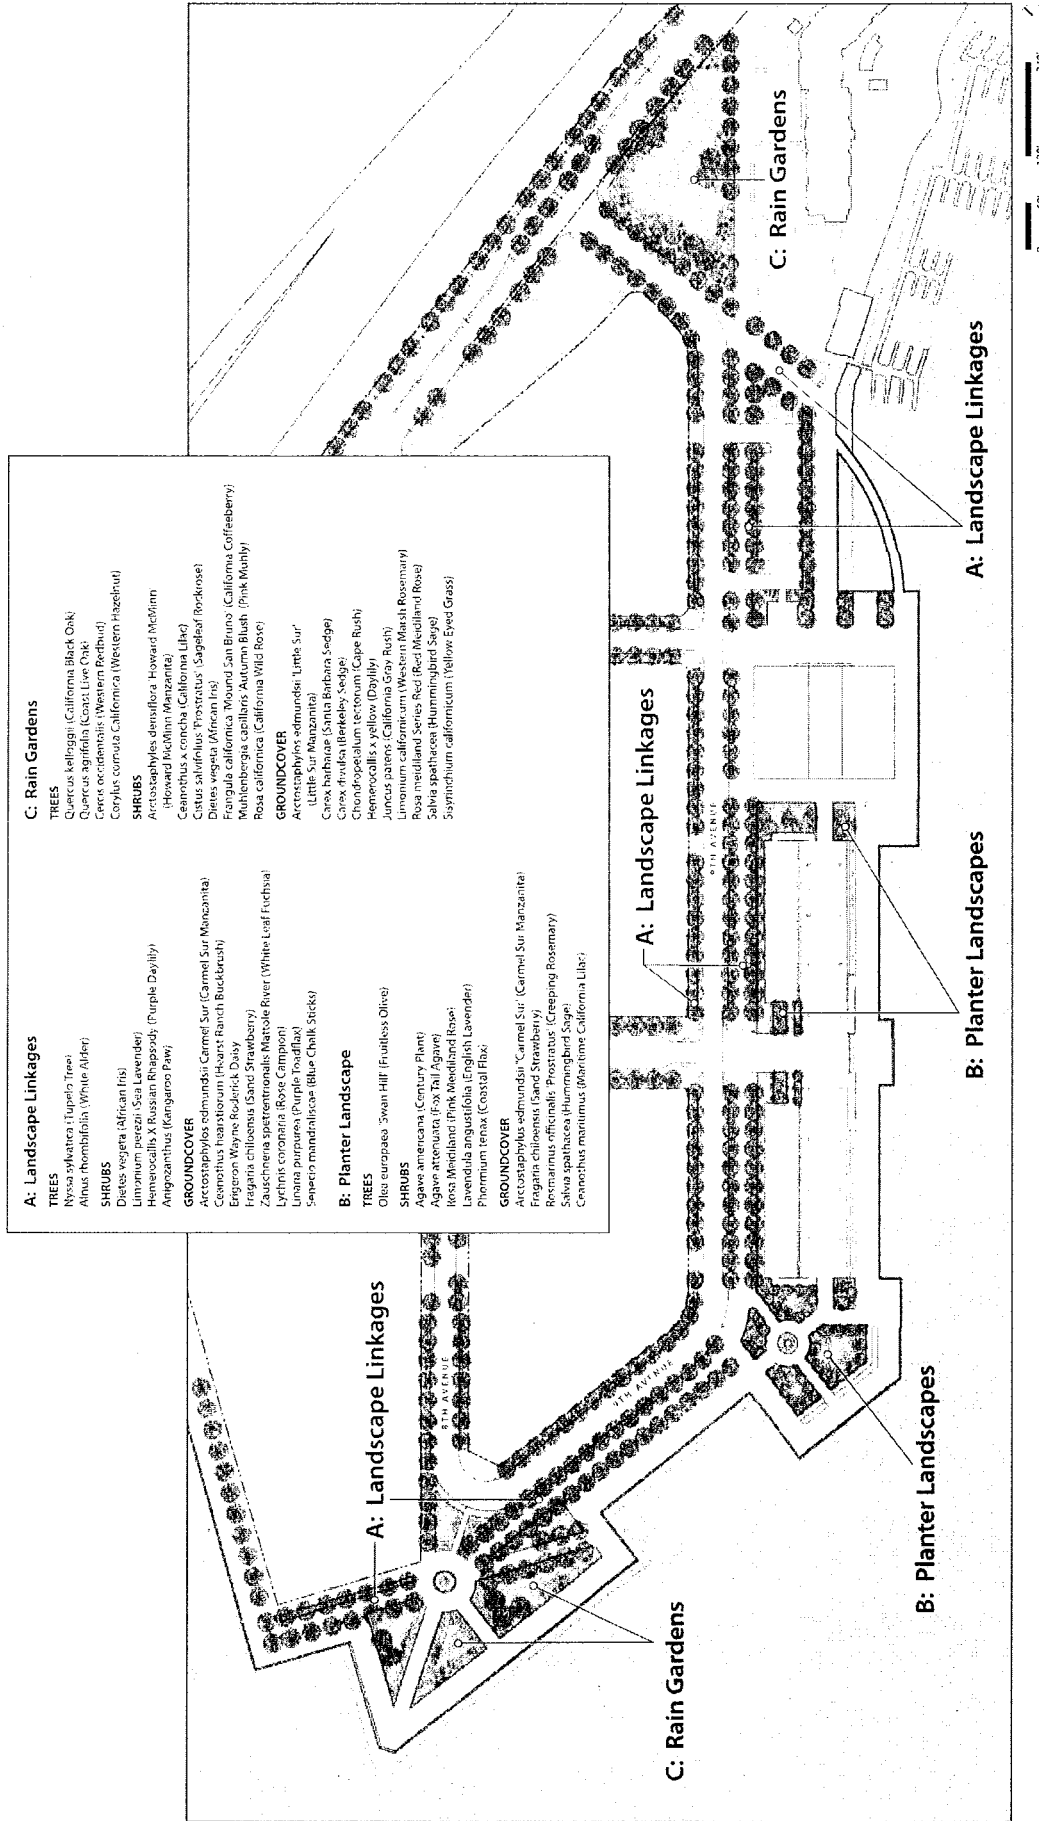 A: Landscape Linkages
TREES
Nyssa sylvatica (Tupelo Tree)
Alnus rhombifolia (White Alder)
SHRUBS
Dietes vegeta (African Iris)
Limonium perezii (Sea Lavender)
Hemerocallis X Russian Rhapsody (Purple Daylily)
Anigozanthus (Kangaroo Paw)
GROUNDCOVER
Arctostaphylos edmundsii Carmel Sur (Carmel Sur Manzanita)
Ceanothus hearstiorum (Hearst Ranch Buckbrush)
Erigeron Wayne Roderick Daisy
Fragaria chiloensis (Sand Strawberry)
Zauschneria Mattole River (White Leaf Fuchsia)
Lychnis coronaria (Rose Campion)
Linaria purpurea (Purple Toadflax)
Senecio mandraliscae (Blue Chalk Sticks)
B: Planter Landscape
TREES
Olea europaea 'Swan Hill' (Fruitless Olive)
SHRUBS
Agave americana (Century Plant)
Agave attenuata (Fox Tail Agave)
Rosa Meidiland (Pink Meidiland Rose)
Lavendula angustifolia (English Lavender)
Phormium tenax (Coastal Flax)
GROUNDCOVER
Arctostaphylus edmundsii 'Carmel Sur' (Carmel Sur Manzanita)
Fragaria chiloensis (Sand Strawberry)
Rosmarinus officinalis 'Prostratus' (Creeping Rosemary)
Salvia spathacea (Hummingbird Sage)
Ceanothus maritimus (Maritime California Lilac)
C: Rain Gardens
TREES
Quercus kelloggii (California Black Oak)
Quercus agrifolia (Coast Live Oak)
Cercis occidentalis (Western Redbud)
Corylus cornuta Californica (Western Hazelnut)
SHRUBS
Arctostaphyles densflora 'Howard McMinn'
(Howard McMinn Manzanita)
Ceanothus x concha (California Lilac)
Cistus salvifolius 'Prostratus' (Sageleaf Rockrose)
Dietes vegeta (African Iris)
Frangula californica 'Mound San Bruno' (California Coffeeberry)
Muhlenbergia capillaris 'Autumn Blush' (Pink Muhly)
Rosa californica (California Wild Rose)
GROUNDCOVER
Arctostaphylos edmundsii 'Little Sur'
(Little Sur Manzanita)
Carex barbarae (Santa Barbara Sedge)
Carex divulsa (Berkeley Sedge)
Chondropetalum tectorum (Cape Rush)
Hemerocallis x yellow (Daylily)
Juncus patens (California Gray Rush)
Limonium californicum (Western Marsh Rosemary)
Rosa meidiland Series Red (Red Meidiland Rose)
Salvia spathacea (Hummingbird Sage)
Sisyrinchium californicum (Yellow Eyed Grass)
A: Landscape Linkages
8TH AVENUE
9TH AVENUE
C: Rain Gardens
B: Planter Landscapes
A: Landscape Linkages
9TH AVENUE
B: Planter Landscapes
A: Landscape Linkages
C: Rain Gardens